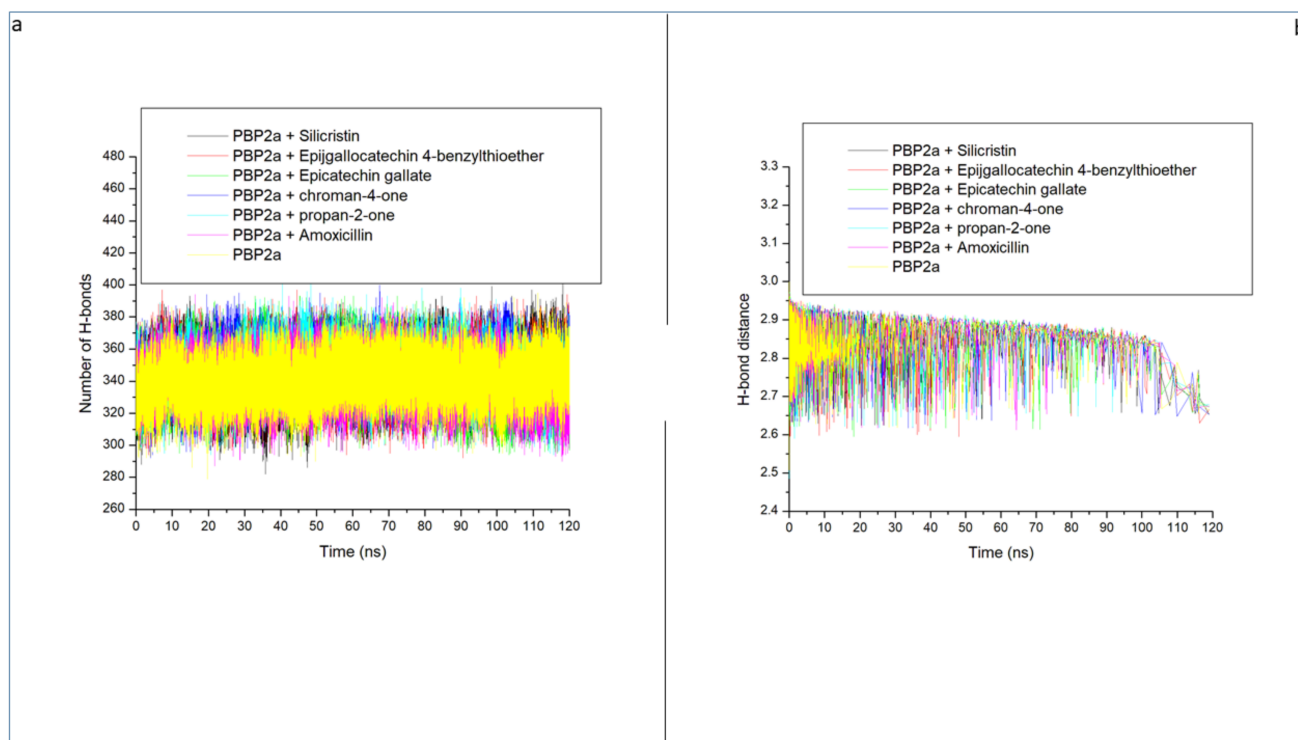 a
PBP2a + Silicristin
PBP2a + Epijgallocatechin 4-benzylthioether
PBP2a + Epicatechin gallate
PBP2a + chroman-4-one
PBP2a + propan-2-one
PBP2a + Amoxicillin
PBP2a
480
460
440
420
400
380
360
340
320
300
280
260
Number of H-bonds
0 10 20 30 40 50 60 70 80 90 100 110 120
Time (ns)
b
PBP2a + Silicristin
PBP2a + Epijgallocatechin 4-benzylthioether
PBP2a + Epicatechin gallate
PBP2a + chroman-4-one
PBP2a + propan-2-one
PBP2a + Amoxicillin
PBP2a
3.3
3.2
3.1
3.0
2.9
2.8
2.7
2.6
2.5
2.4
H-bond distance
0 10 20 30 40 50 60 70 80 90 100 110 120
Time (ns)